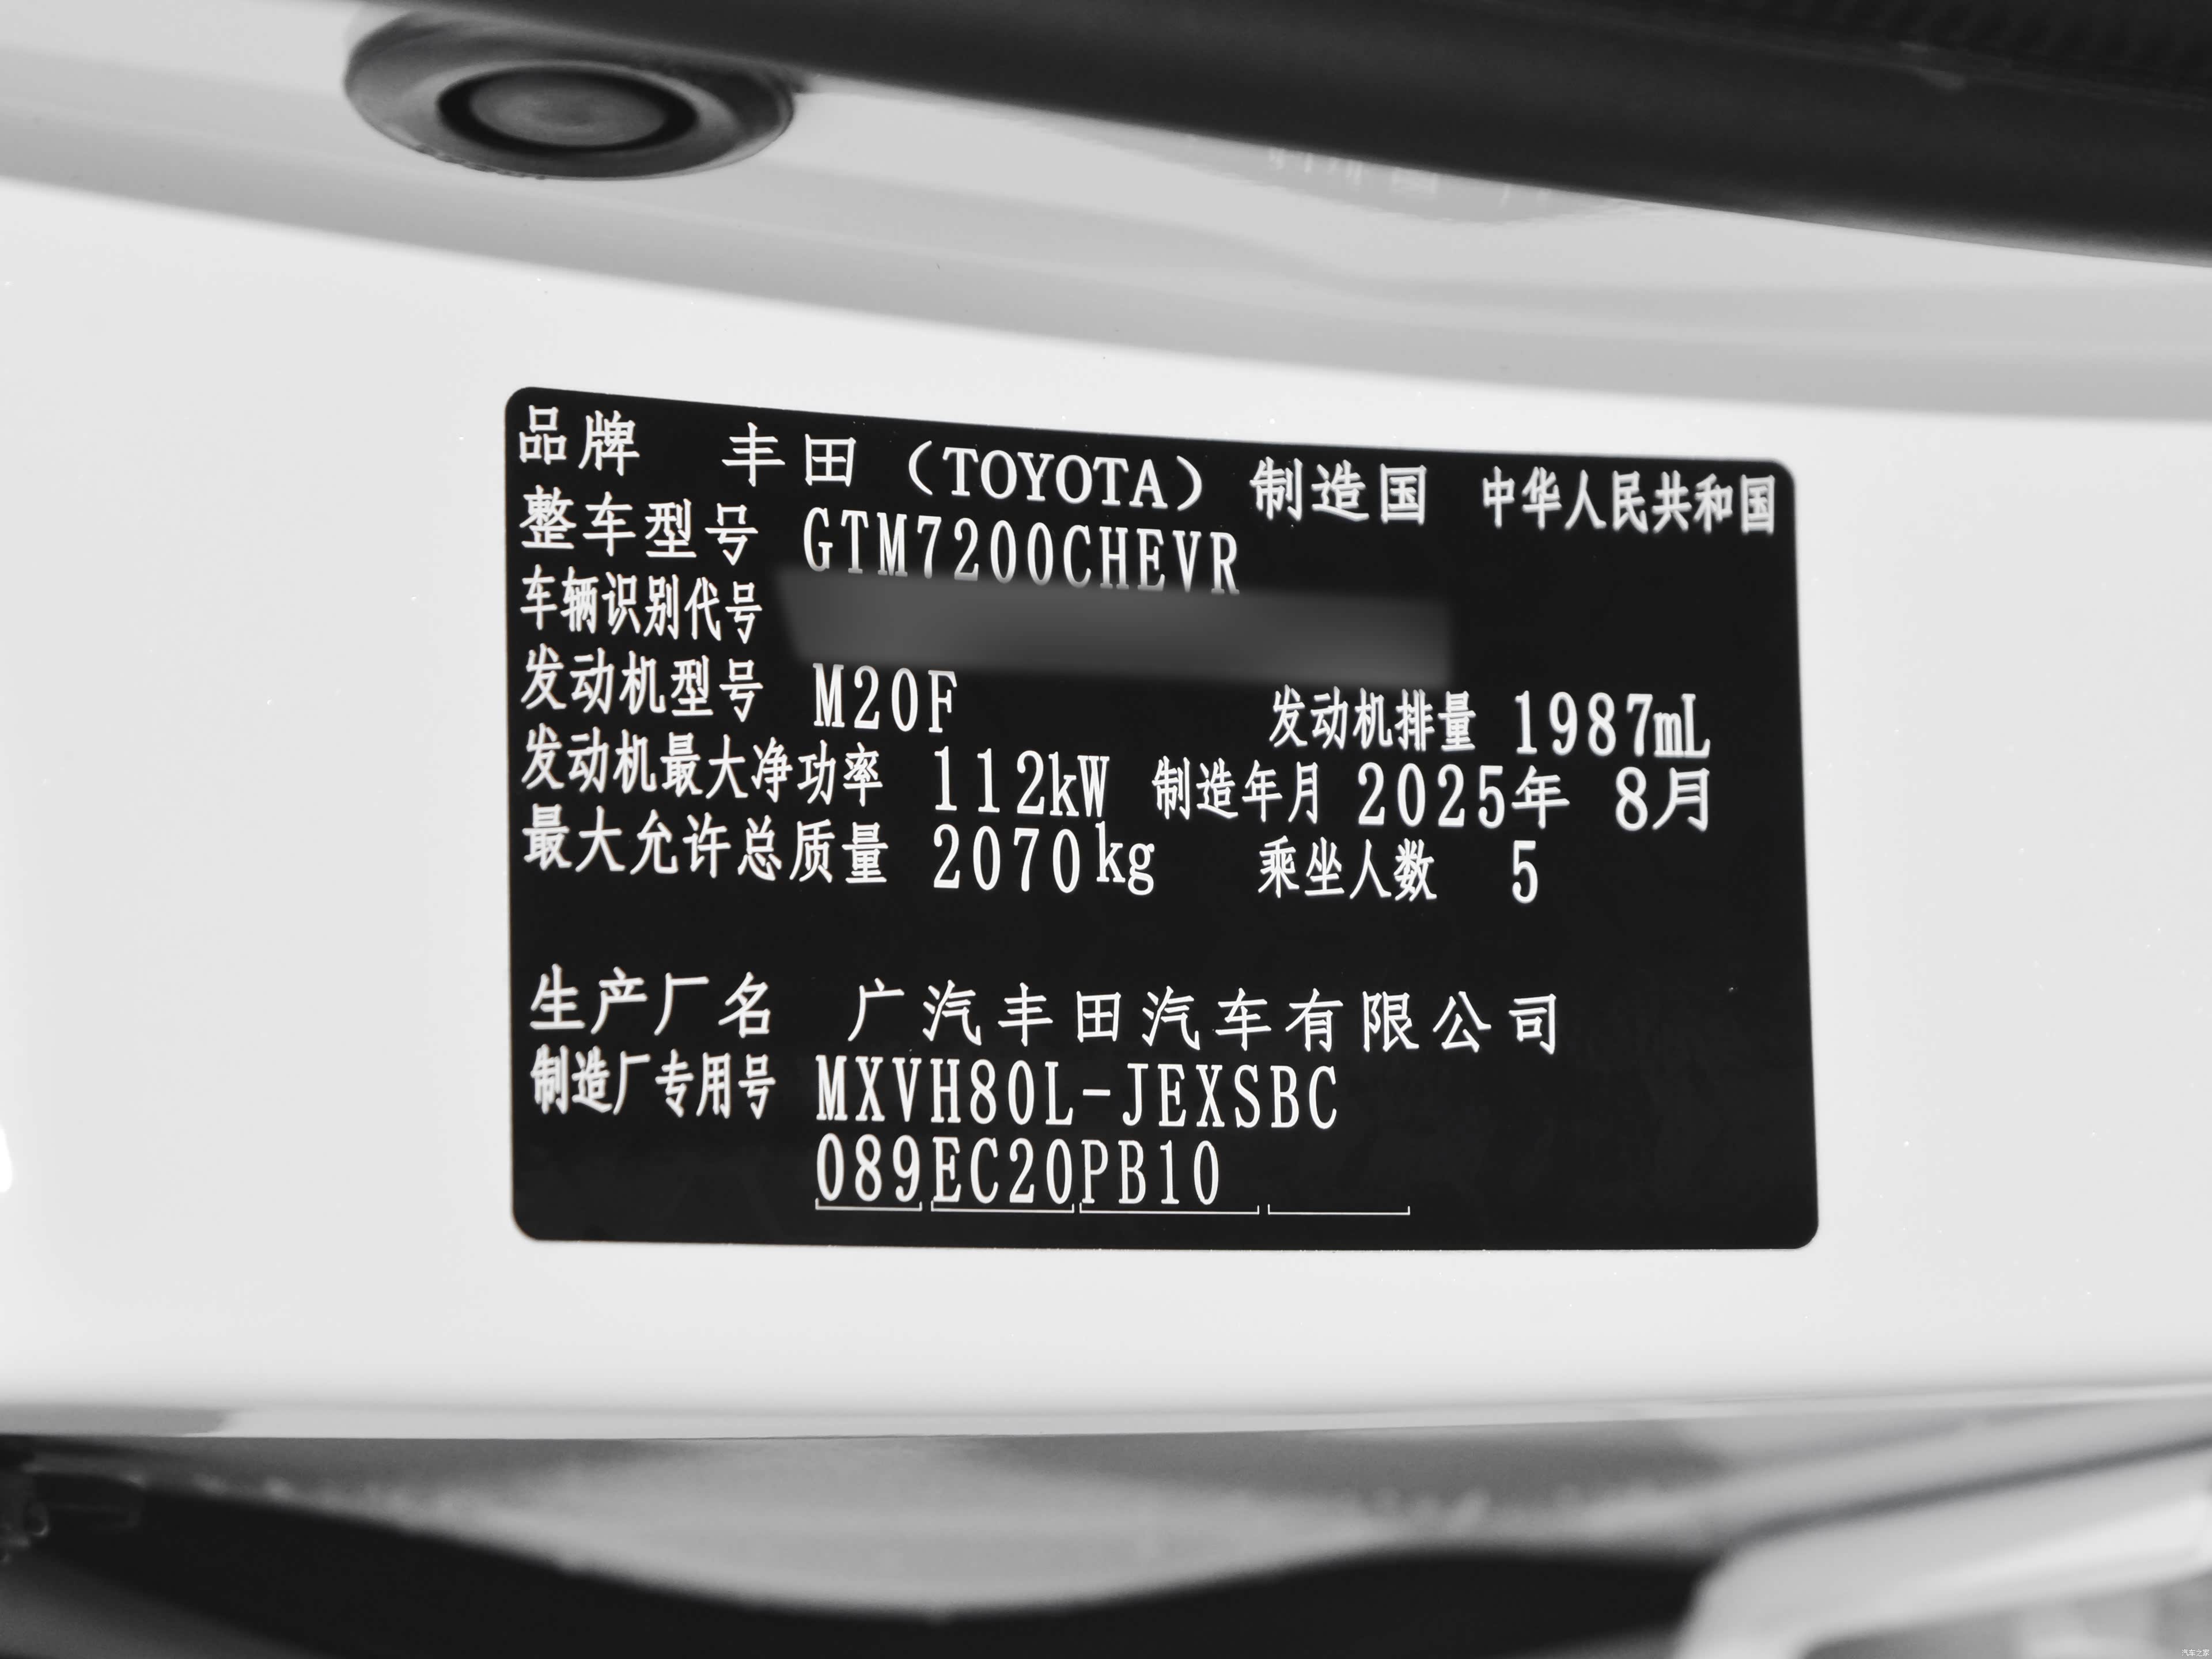 品牌 丰田（TOYOTA） 制造国 中华人民共和国
整车型号 GTM7200CHEVR
车辆识别代号
发动机型号 M20F 发动机排量 1987mL
发动机最大净功率 112kW 制造年月 2025年 8月
最大允许总质量 2070kg 乘坐人数 5
生产厂名 广汽丰田汽车有限公司
制造厂专用号 MXVH80L-JEXSBC
089EC20PB10
汽车之家